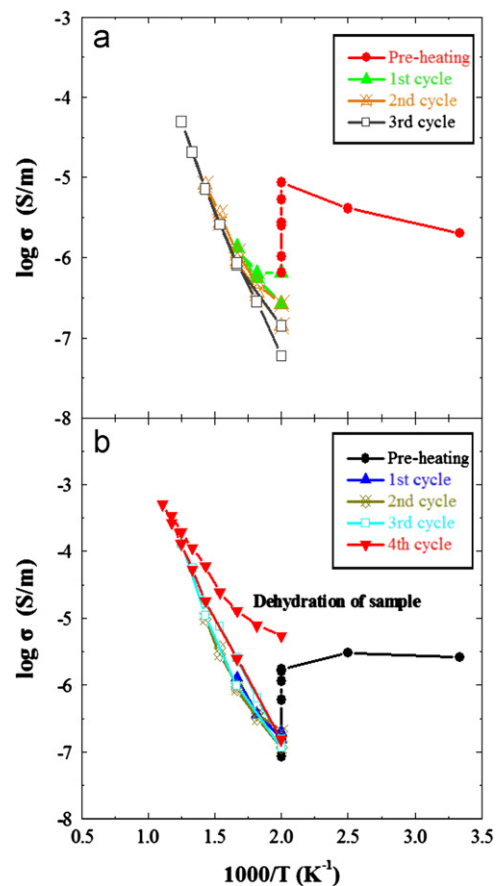 a
-3
-4
-5
-6
-7
-8
log σ (S/m)
Pre-heating
1st cycle
2nd cycle
3rd cycle
b
-3
-4
-5
-6
-7
-8
log σ (S/m)
Pre-heating
1st cycle
2nd cycle
3rd cycle
4th cycle
Dehydration of sample
0.5 1.0 1.5 2.0 2.5 3.0 3.5
1000/T (K⁻¹)